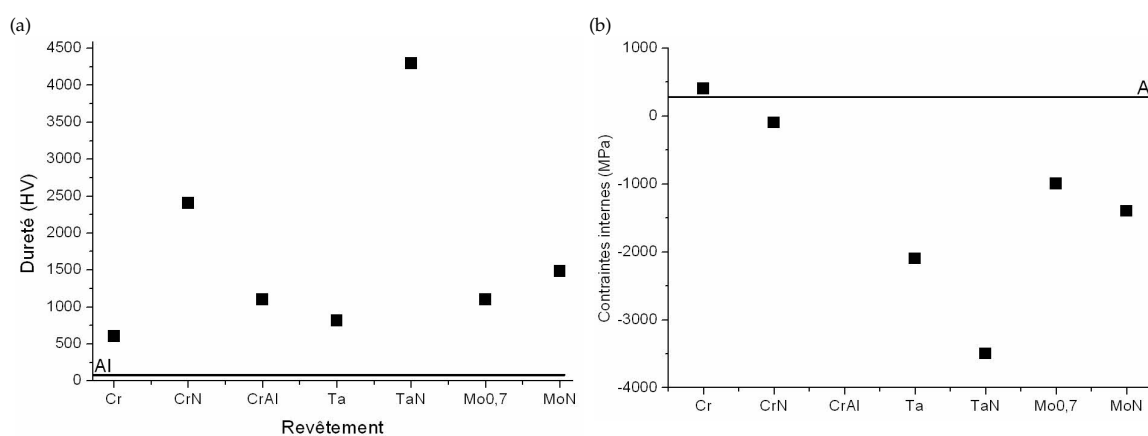 (a)
4500
4000
3500
3000
2500
2000
1500
1000
500
0
Dureté (HV)
Al
Cr CrN CrAl Ta TaN Mo0,7 MoN
Revêtement
(b)
1000
0
-1000
-2000
-3000
-4000
Contraintes internes (MPa)
A
Cr CrN CrAl Ta TaN Mo0,7 MoN